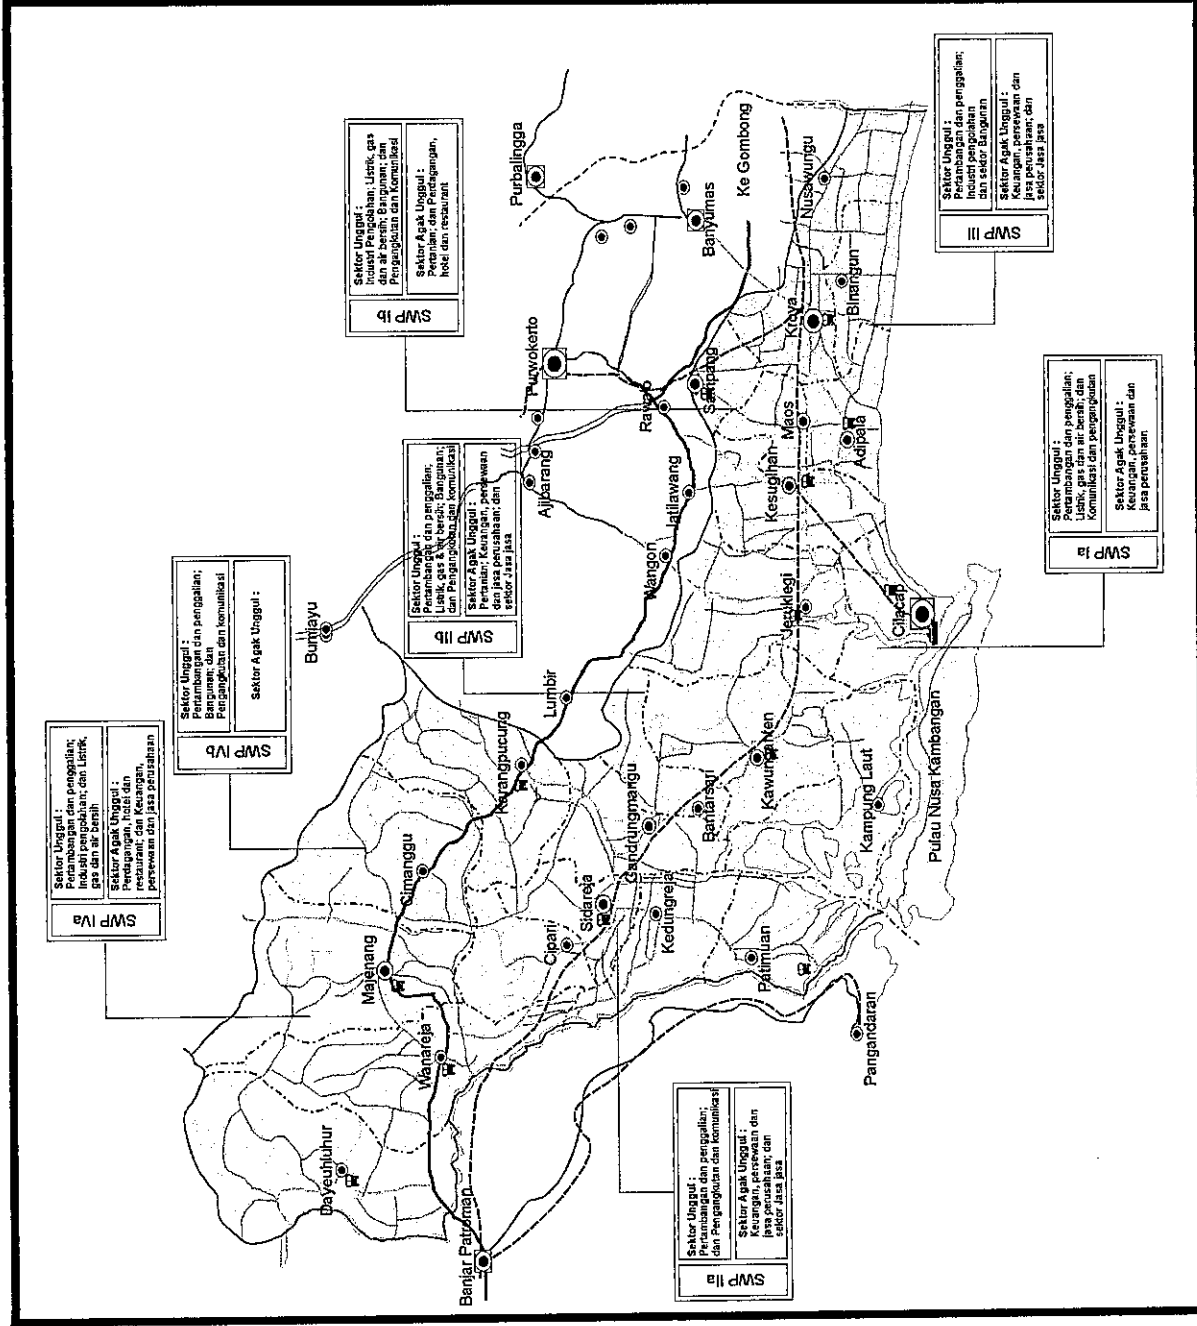 SWP IVa
Sektor Unggul :
Pertambangan dan penggalian;
Industri pengolahan; dan Listrik,
gas dan air bersih
Sektor Agak Unggul :
Perdagangan, hotel dan
restaurant; dan Keuangan,
persewaan dan jasa perusahaan
SWP IVb
Sektor Unggul :
Pertambangan dan penggalian;
Bangunan; dan
Pengangkutan dan komunikasi
Sektor Agak Unggul :
SWP Ib
Sektor Unggul :
Industri Pengolahan; Listrik, gas
dan air bersih; Bangunan; dan
Pengangkutan dan Komunikasi
Sektor Agak Unggul :
Pertanian; dan Perdagangan,
hotel dan restaurant
SWP IIb
Sektor Unggul :
Pertambangan dan penggalian;
Listrik, gas & air bersih; Bangunan;
dan Pengangkutan dan komunikasi
Sektor Agak Unggul :
Pertanian; Keuangan, persewaan
dan jasa perusahaan; dan
sektor Jasa jasa
Bumiayu
Dayeuhluhur
Majenang
Cimanggu
Wanareja
Banjar Patroman
Karangpucung
Lumbir
Ajibarang
Purwokerto
Purbalingga
Cipari
Sidareja
Gandrungmangu
Kedungreja
Bantarsari
Wangon
Jatilawang
Rawalo
Sampang
Banyumas
Ke Gombong
Patimuan
Kawunganten
Jeruklegi
Kesugihan
Maos
Kroya
Nusawungu
Adipala
Binangun
Pangandaran
Kampung Laut
Cilacap
Pulau Nusa Kambangan
SWP IIa
Sektor Unggul :
Pertambangan dan penggalian;
dan Pengangkutan dan komunikasi
Sektor Agak Unggul :
Keuangan, persewaan dan
jasa perusahaan; dan
sektor Jasa jasa
SWP III
Sektor Unggul :
Pertambangan dan penggalian;
Industri pengolahan
dan sektor Bangunan
Sektor Agak Unggul :
Keuangan, persewaan dan
jasa perusahaan; dan
sektor Jasa jasa
SWP Ia
Sektor Unggul :
Pertambangan dan penggalian;
Listrik, gas dan air bersih; dan
Komunikasi dan pengangkutan
Sektor Agak Unggul :
Keuangan, persewaan dan
jasa perusahaan